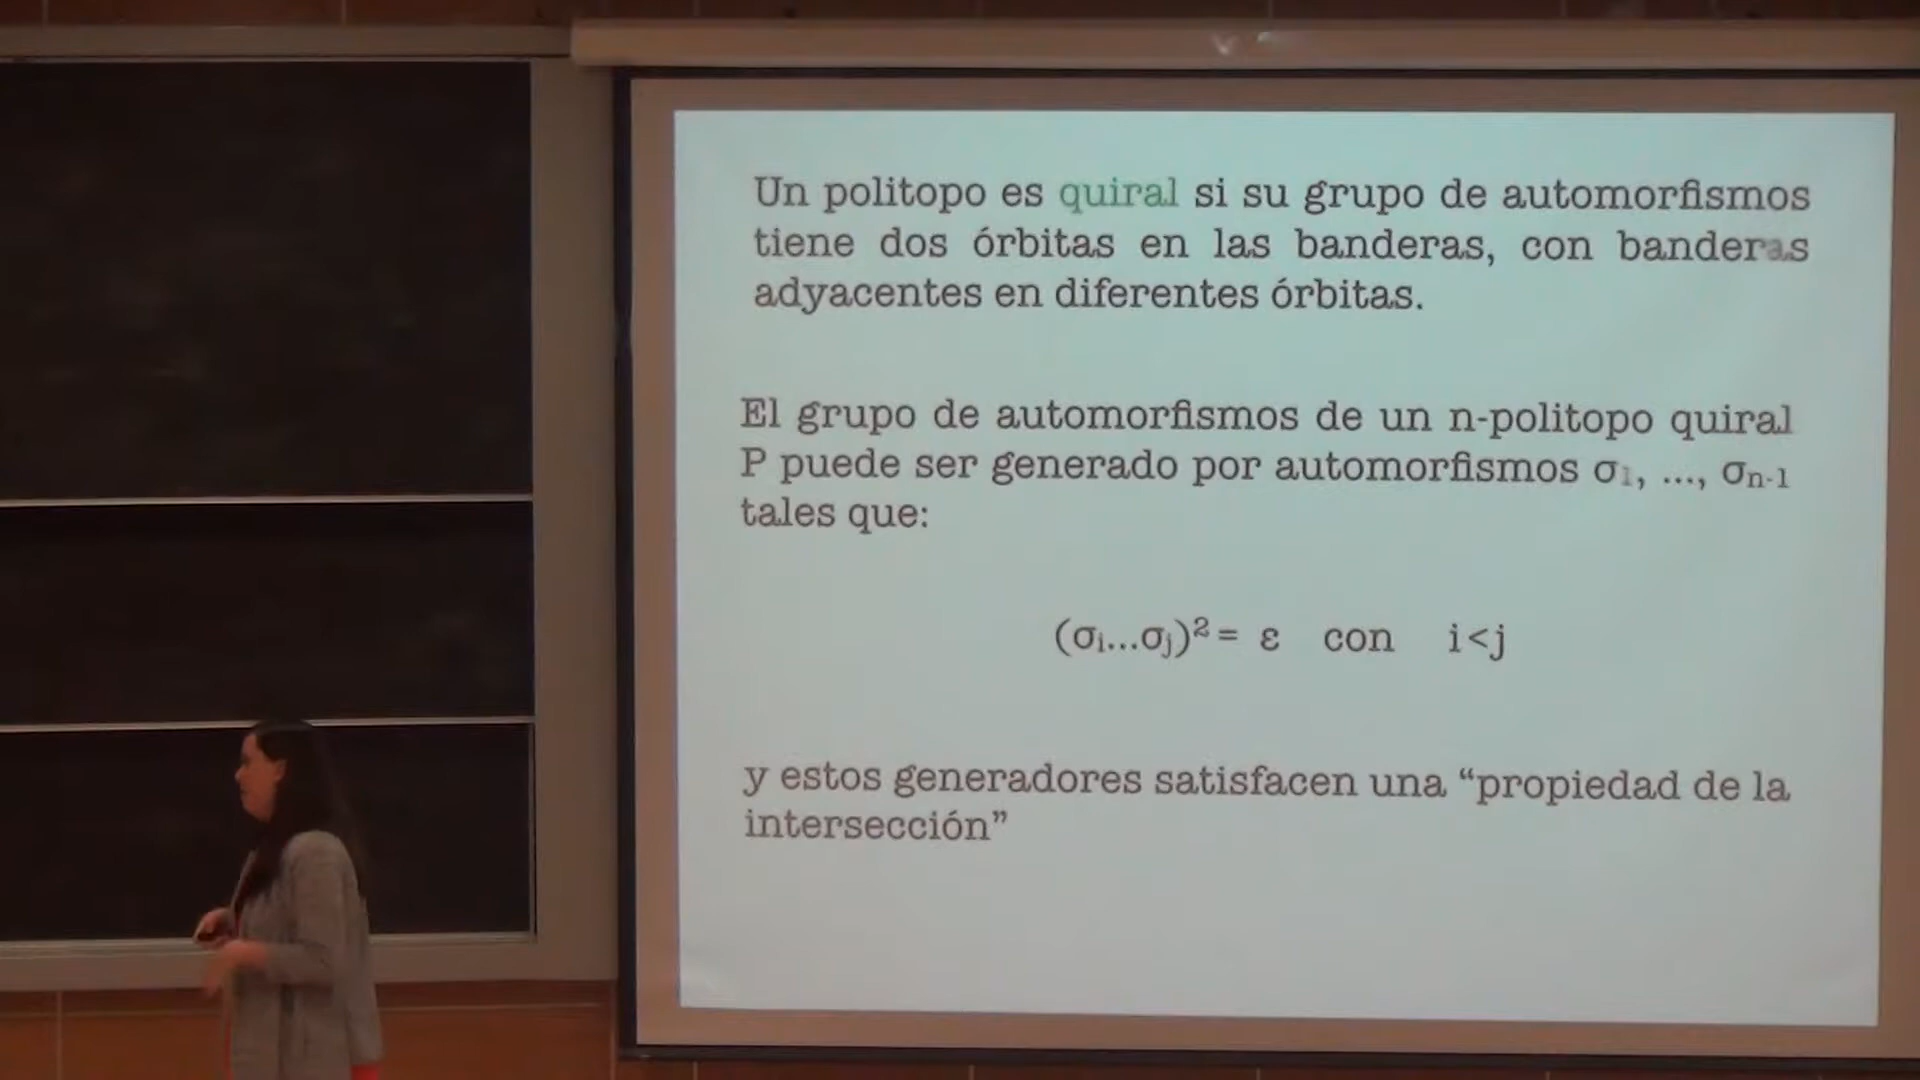 Un politopo es quiral si su grupo de automorfismos
tiene dos órbitas en las banderas, con banderas
adyacentes en diferentes órbitas.
El grupo de automorfismos de un n-politopo quiral
P puede ser generado por automorfismos σ₁, ..., σₙ₋₁
tales que:
(σᵢ...σⱼ)² = ε con i<j
y estos generadores satisfacen una “propiedad de la
intersección”